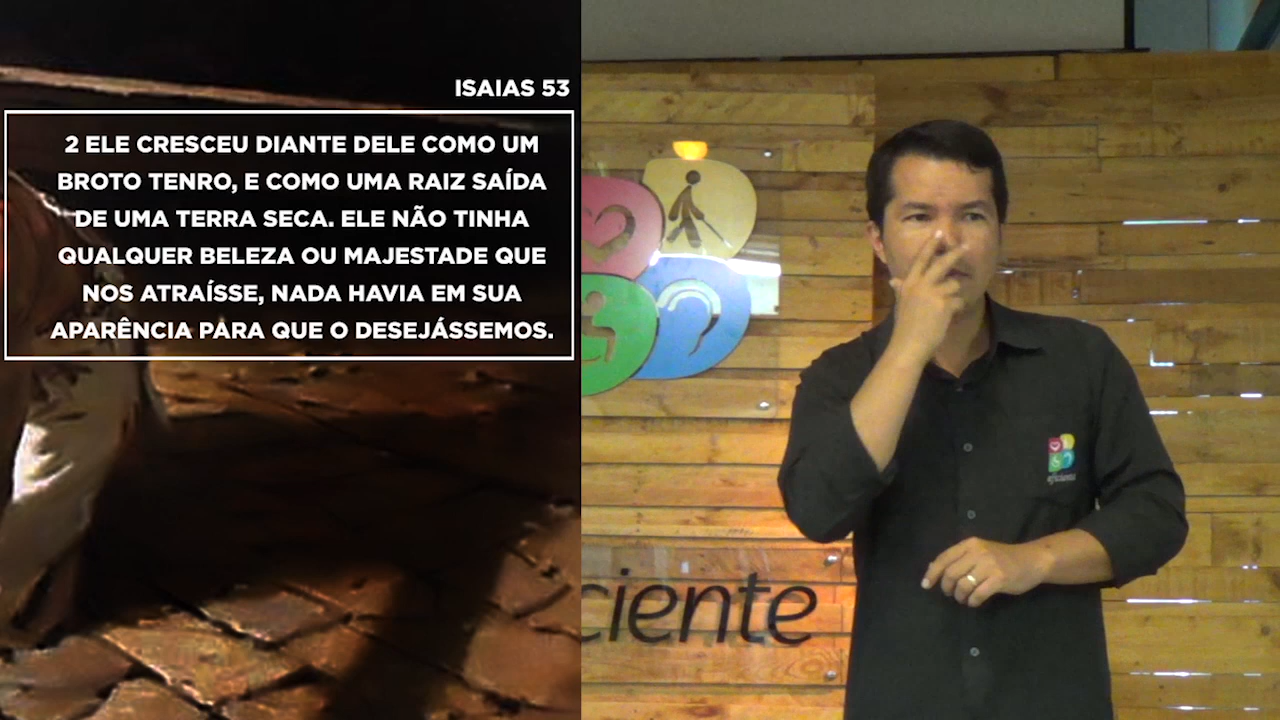 ISAIAS 53
2 ELE CRESCEU DIANTE DELE COMO UM
BROTO TENRO, E COMO UMA RAIZ SAÍDA
DE UMA TERRA SECA. ELE NÃO TINHA
QUALQUER BELEZA OU MAJESTADE QUE
NOS ATRAÍSSE, NADA HAVIA EM SUA
APARÊNCIA PARA QUE O DESEJÁSSEMOS.
ciente
eficiente